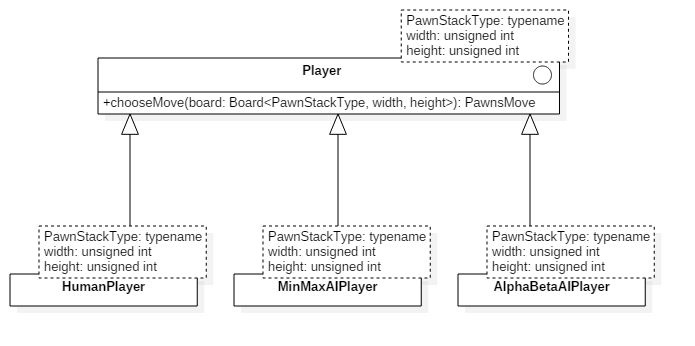 PawnStackType: typename
width: unsigned int
height: unsigned int
Player
+chooseMove(board: Board<PawnStackType, width, height>): PawnsMove
PawnStackType: typename
width: unsigned int
height: unsigned int
HumanPlayer
PawnStackType: typename
width: unsigned int
height: unsigned int
MinMaxAIPlayer
PawnStackType: typename
width: unsigned int
height: unsigned int
AlphaBetaAIPlayer